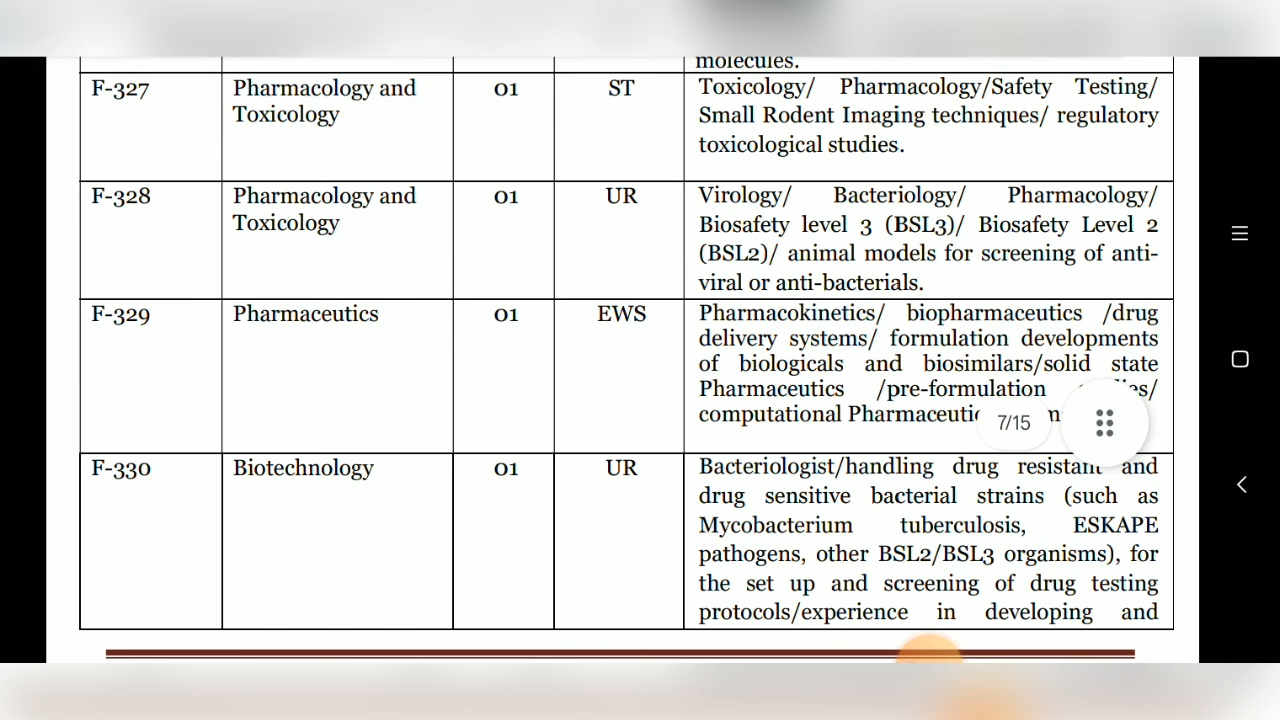 molecules.
F-327 Pharmacology and 01 ST Toxicology/ Pharmacology/Safety Testing/
Toxicology Small Rodent Imaging techniques/ regulatory
toxicological studies.
F-328 Pharmacology and 01 UR Virology/ Bacteriology/ Pharmacology/
Toxicology Biosafety level 3 (BSL3)/ Biosafety Level 2
(BSL2)/ animal models for screening of anti-
viral or anti-bacterials.
F-329 Pharmaceutics 01 EWS Pharmacokinetics/ biopharmaceutics /drug
delivery systems/ formulation developments
of biologicals and biosimilars/solid state
Pharmaceutics /pre-formulation
computational
7/15
F-330 Biotechnology 01 UR Bacteriologist/handling drug resistant and
drug sensitive bacterial strains (such as
Mycobacterium tuberculosis, ESKAPE
pathogens, other BSL2/BSL3 organisms), for
the set up and screening of drug testing
protocols/experience in developing and